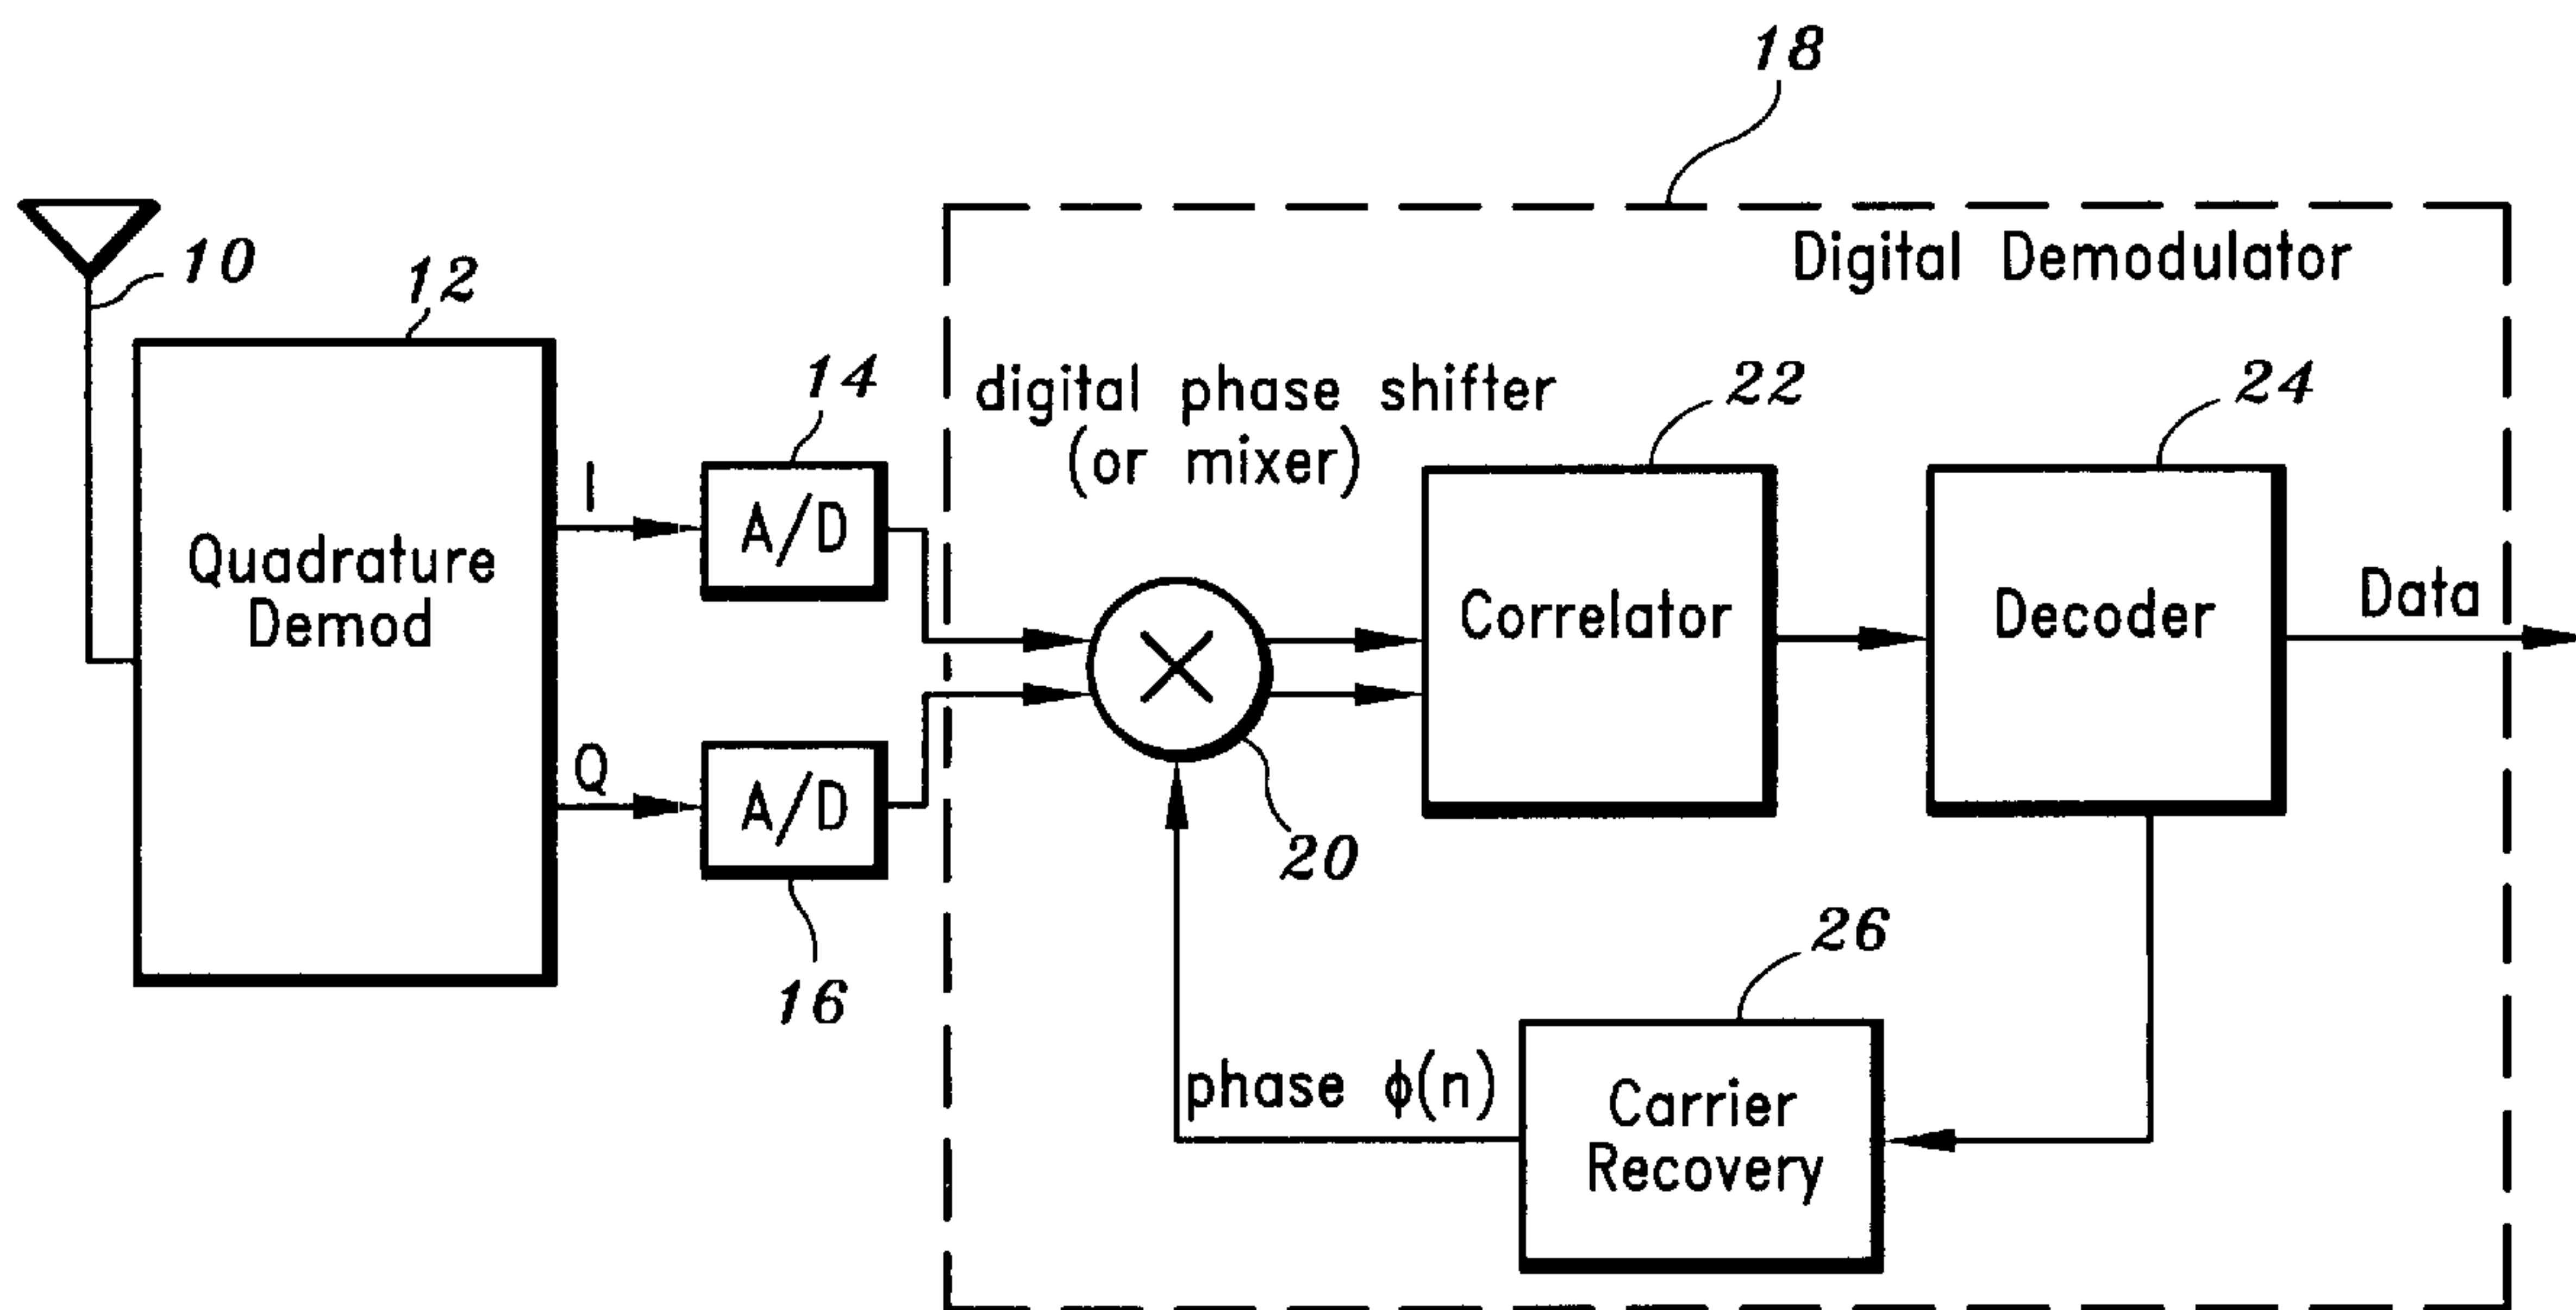 18
10
12
Digital Demodulator
14
digital phase shifter
(or mixer)
22
24
I
A/D
Quadrature
Demod
Correlator
Decoder
Data
Q
A/D
20
16
26
phase ϕ(n)
Carrier
Recovery